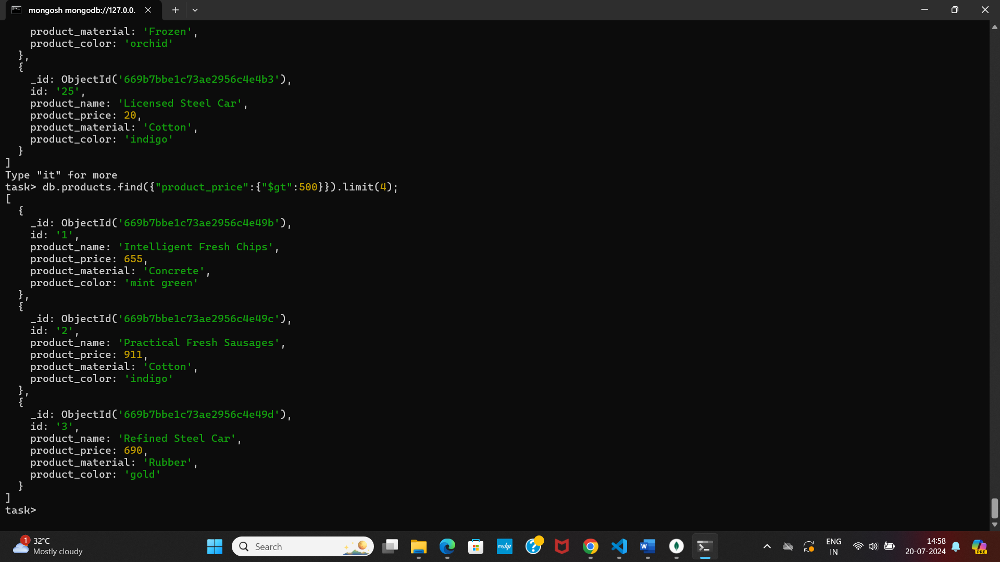 mongosh mongodb://127.0.0.
    product_material: 'Frozen',
    product_color: 'orchid'
  },
  {
    _id: ObjectId('669b7bbe1c73ae2956c4e4b3'),
    id: '25',
    product_name: 'Licensed Steel Car',
    product_price: 20,
    product_material: 'Cotton',
    product_color: 'indigo'
  }
]
Type "it" for more
task> db.products.find({"product_price":{"$gt":500}}).limit(4);
[
  {
    _id: ObjectId('669b7bbe1c73ae2956c4e49b'),
    id: '1',
    product_name: 'Intelligent Fresh Chips',
    product_price: 655,
    product_material: 'Concrete',
    product_color: 'mint green'
  },
  {
    _id: ObjectId('669b7bbe1c73ae2956c4e49c'),
    id: '2',
    product_name: 'Practical Fresh Sausages',
    product_price: 911,
    product_material: 'Cotton',
    product_color: 'indigo'
  },
  {
    _id: ObjectId('669b7bbe1c73ae2956c4e49d'),
    id: '3',
    product_name: 'Refined Steel Car',
    product_price: 690,
    product_material: 'Rubber',
    product_color: 'gold'
  }
]
task>
1
32°C
Mostly cloudy
Search
myhp
W
ENG
IN
14:58
20-07-2024
PRE